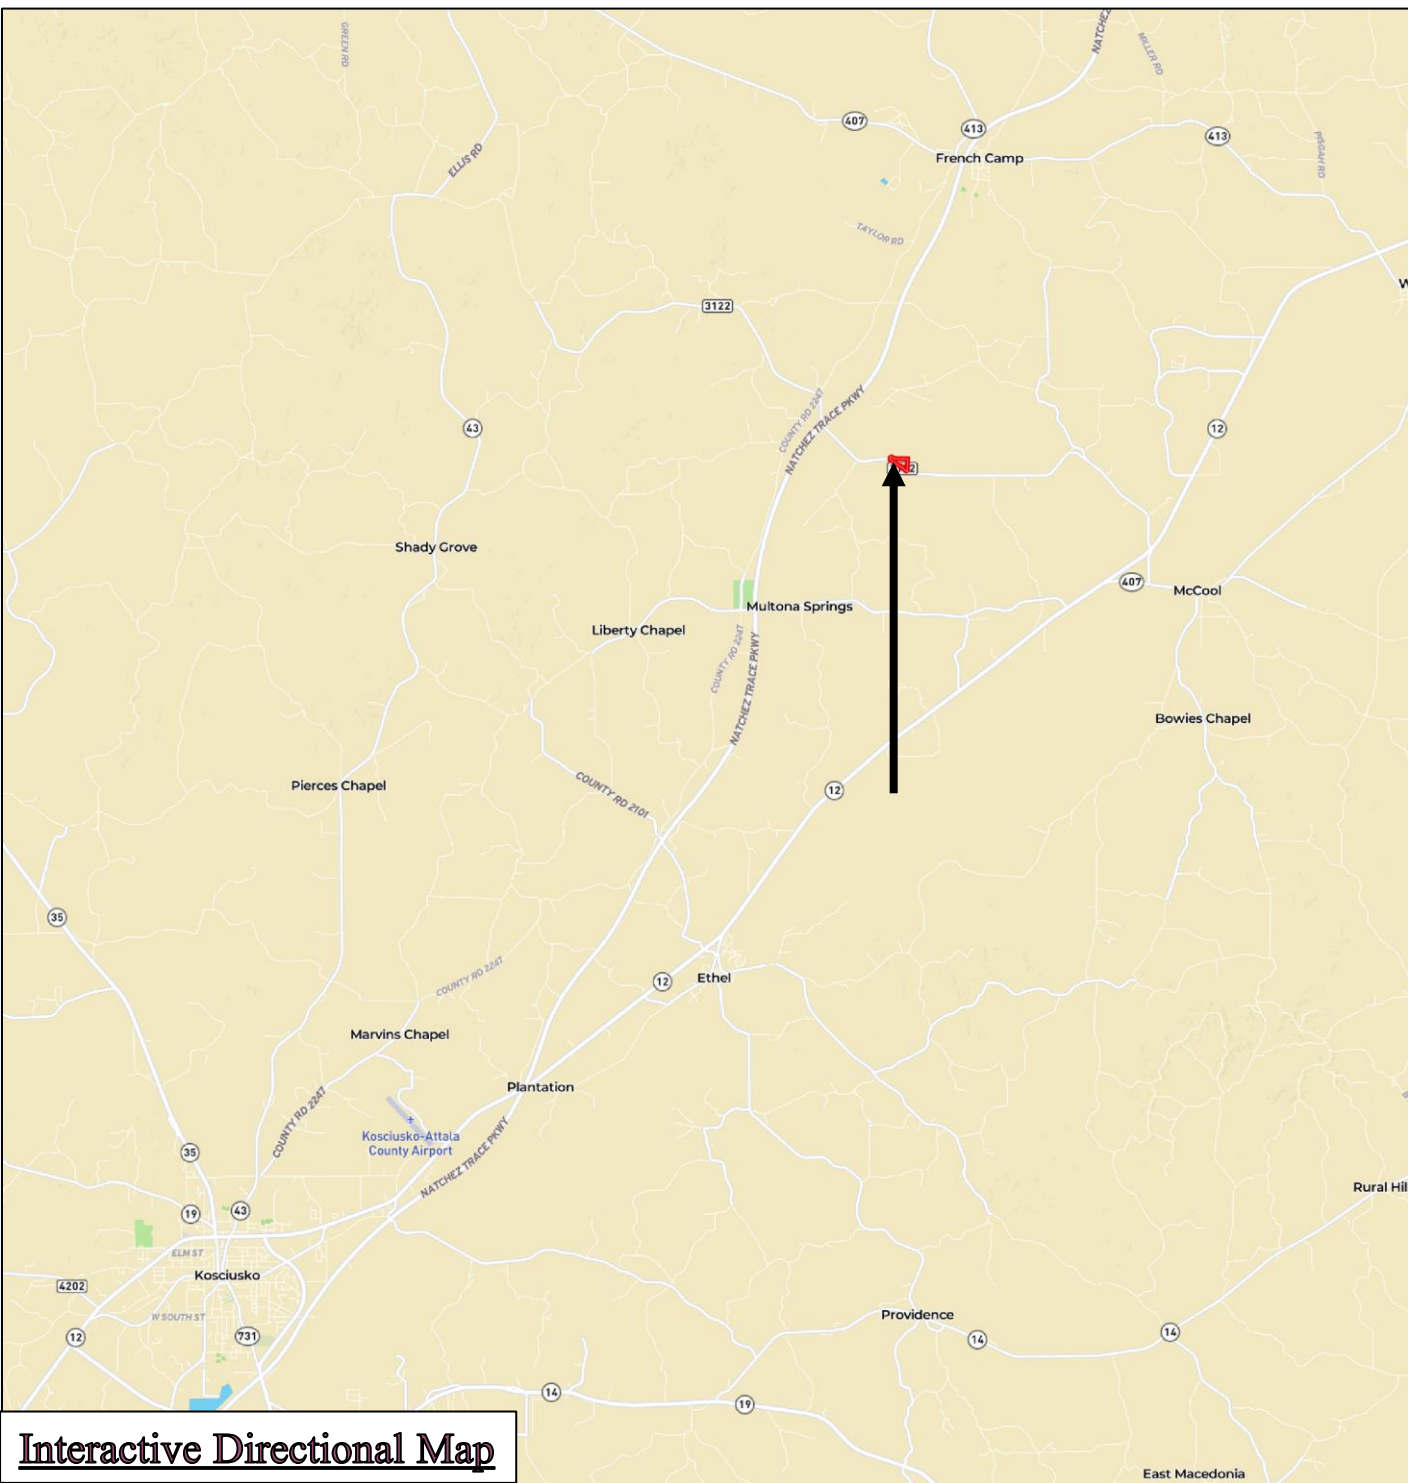 GREEN RD
NATCHEZ
MILLER RD
407
413
413
ELLIS RD
French Camp
PISGAH RD
TAYLOR RD
3122
W
COUNTY RD 2247
NATCHEZ TRACE PKWY
43
12
2
Shady Grove
407
McCool
Multona Springs
Liberty Chapel
COUNTY RD 2247
NATCHEZ TRACE PKWY
Bowies Chapel
Pierces Chapel
COUNTY RD 2101
12
35
COUNTY RD 2247
12
Ethel
Marvins Chapel
Plantation
COUNTY RD 2247
Kosciusko-Attala
County Airport
NATCHEZ TRACE PKWY
35
Rural Hil
19
43
ELM ST
Kosciusko
4202
W SOUTH ST
Providence
12
731
14
14
14
19
Interactive Directional Map
East Macedonia